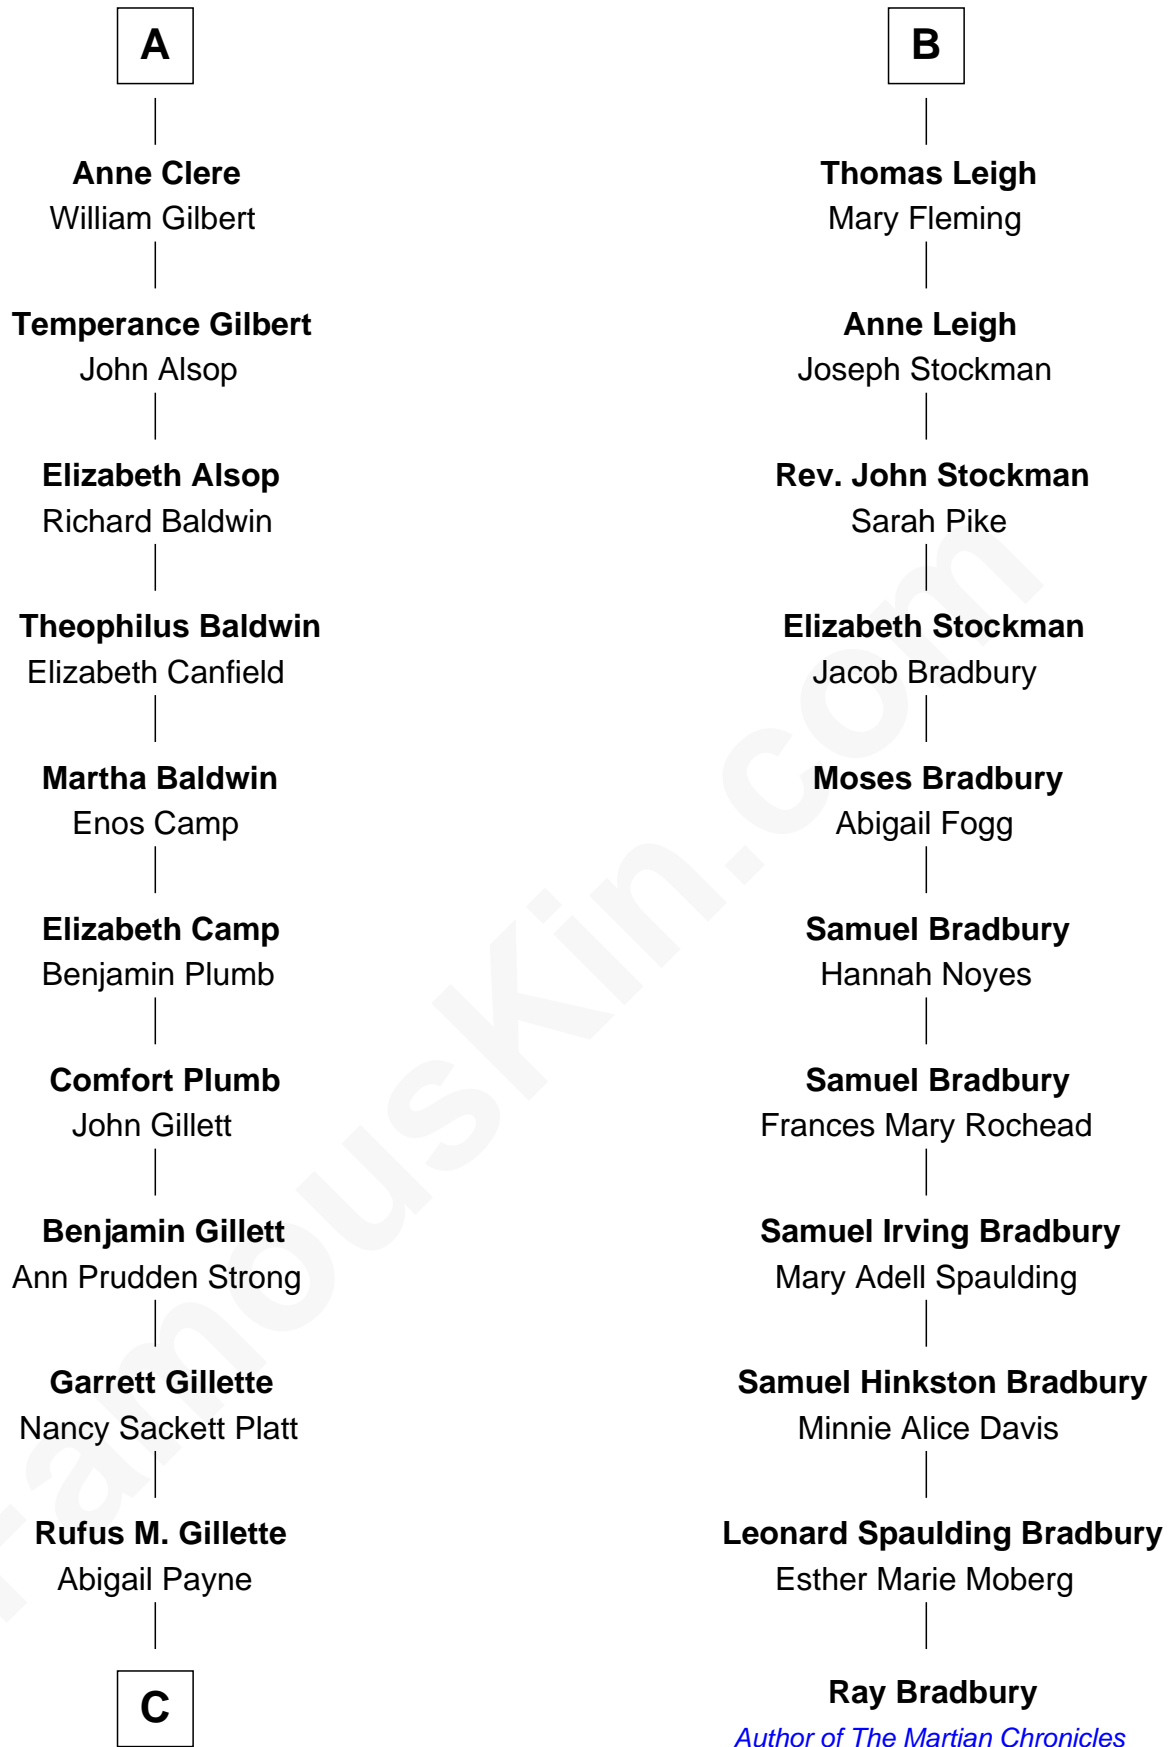 A
Anne Clere
William Gilbert
Temperance Gilbert
John Alsop
Elizabeth Alsop
Richard Baldwin
Theophilus Baldwin
Elizabeth Canfield
Martha Baldwin
Enos Camp
Elizabeth Camp
Benjamin Plumb
Comfort Plumb
John Gillett
Benjamin Gillett
Ann Prudden Strong
Garrett Gillette
Nancy Sackett Platt
Rufus M. Gillette
Abigail Payne
C
B
Thomas Leigh
Mary Fleming
Anne Leigh
Joseph Stockman
Rev. John Stockman
Sarah Pike
Elizabeth Stockman
Jacob Bradbury
Moses Bradbury
Abigail Fogg
Samuel Bradbury
Hannah Noyes
Samuel Bradbury
Frances Mary Rochead
Samuel Irving Bradbury
Mary Adell Spaulding
Samuel Hinkston Bradbury
Minnie Alice Davis
Leonard Spaulding Bradbury
Esther Marie Moberg
Ray Bradbury
Author of The Martian Chronicles
FamousKin.com